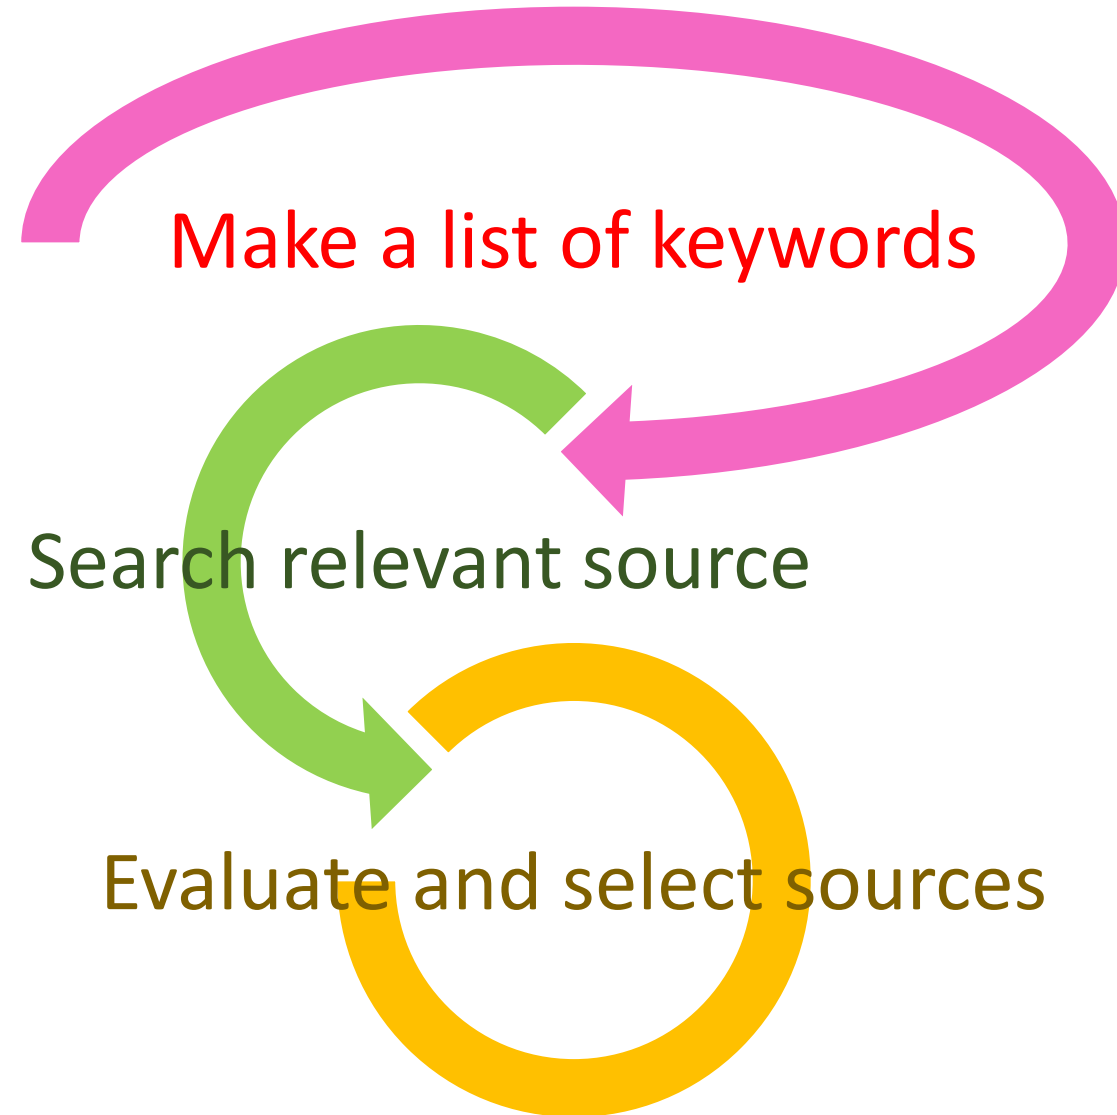 Make a list of keywords
Search relevant source
Evaluate and select sources